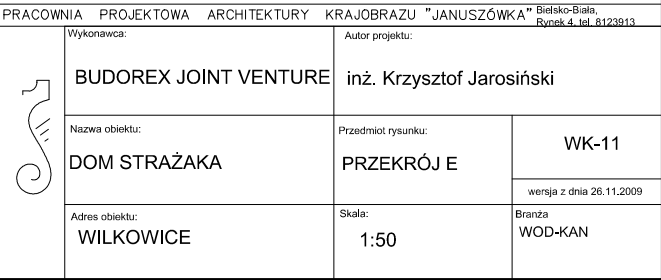 PRACOWNIA PROJEKTOWA ARCHITEKTURY KRAJOBRAZU "JANUSZÓWKA" Bielsko-Biała,
Rynek 4, tel. 8123913
Wykonawca:
BUDOREX JOINT VENTURE
Autor projektu:
inż. Krzysztof Jarosiński
Nazwa obiektu:
DOM STRAŻAKA
Przedmiot rysunku:
PRZEKRÓJ E
WK-11
wersja z dnia 26.11.2009
Adres obiektu:
WILKOWICE
Skala:
1:50
Branża
WOD-KAN